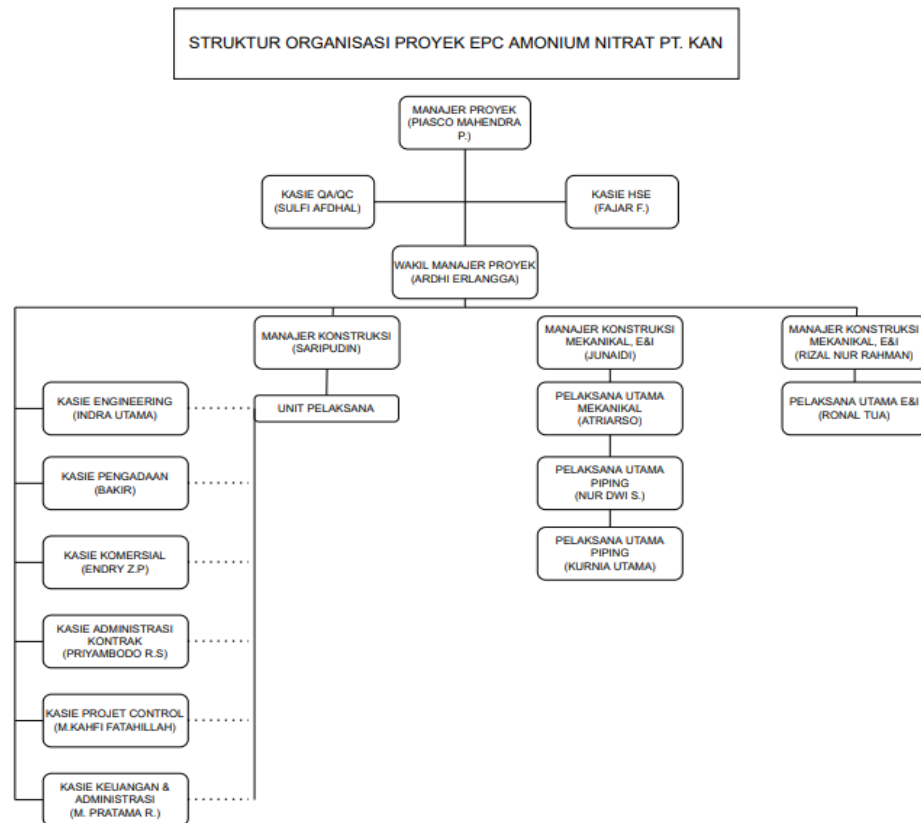 STRUKTUR ORGANISASI PROYEK EPC AMONIUM NITRAT PT. KAN
MANAJER PROYEK
(PIASCO MAHENDRA
P.)
KASIE QA/QC
(SULFI AFDHAL)
KASIE HSE
(FAJAR F.)
WAKIL MANAJER PROYEK
(ARDHI ERLANGGA)
MANAJER KONSTRUKSI
(SARIPUDIN)
MANAJER KONSTRUKSI
MEKANIKAL, E&I
(JUNAIDI)
MANAJER KONSTRUKSI
MEKANIKAL, E&I
(RIZAL NUR RAHMAN)
KASIE ENGINEERING
(INDRA UTAMA)
UNIT PELAKSANA
PELAKSANA UTAMA
MEKANIKAL
(ATRIARSO)
PELAKSANA UTAMA E&I
(RONAL TUA)
KASIE PENGADAAN
(BAKIR)
PELAKSANA UTAMA
PIPING
(NUR DWI S.)
KASIE KOMERSIAL
(ENDRY Z.P)
PELAKSANA UTAMA
PIPING
(KURNIA UTAMA)
KASIE ADMINISTRASI
KONTRAK
(PRIYAMBODO R.S)
KASIE PROJET CONTROL
(M.KAHFI FATAHILLAH)
KASIE KEUANGAN &
ADMINISTRASI
(M. PRATAMA R.)